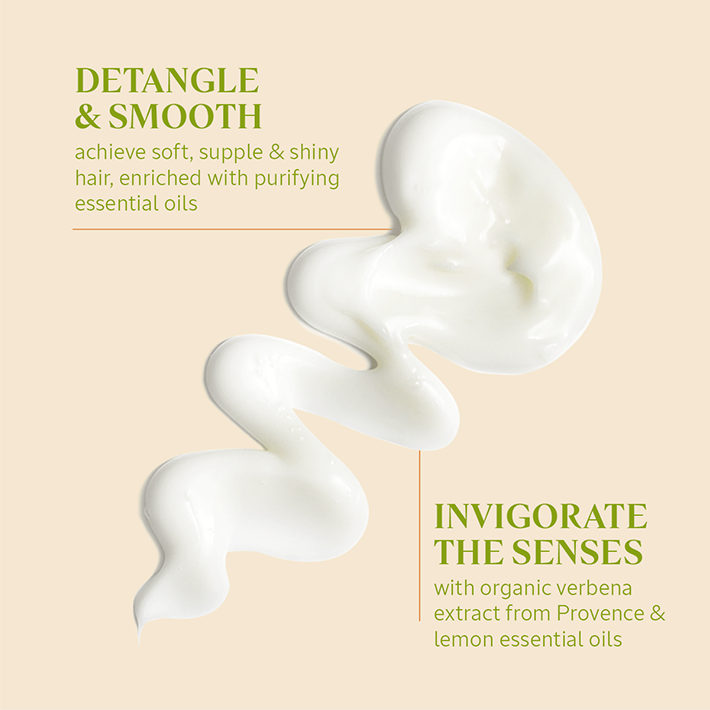 DETANGLE
& SMOOTH
achieve soft, supple & shiny
hair, enriched with purifying
essential oils
INVIGORATE
THE SENSES
with organic verbena
extract from Provence &
lemon essential oils